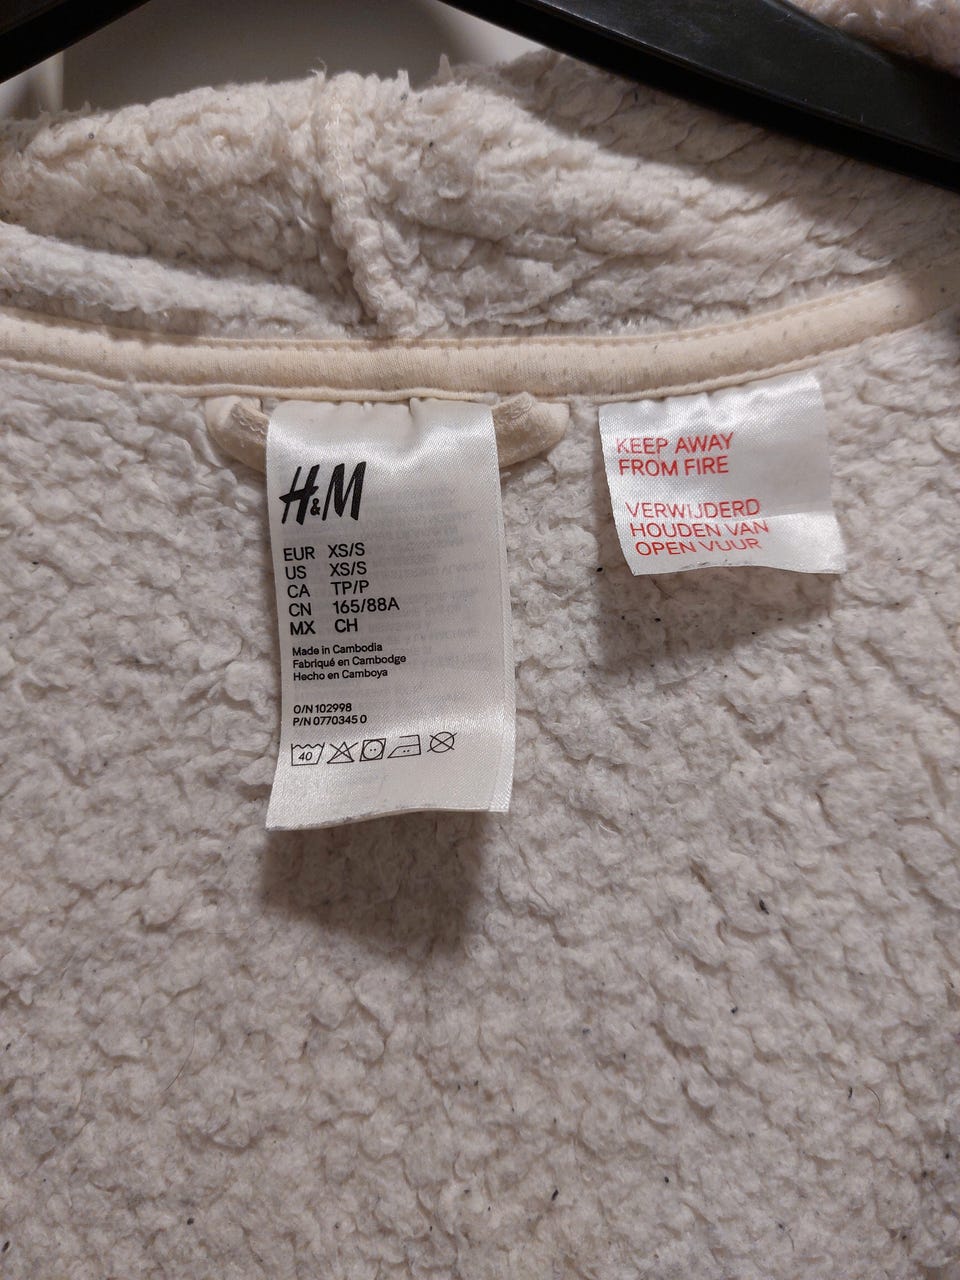 H&M
EUR XS/S
US XS/S
CA TP/P
CN 165/88A
MX CH
Made in Cambodia
Fabriqué en Cambodge
Hecho en Camboya
O/N 102998
P/N 0770345 0
40
KEEP AWAY
FROM FIRE
VERWIJDERD
HOUDEN VAN
OPEN VUUR